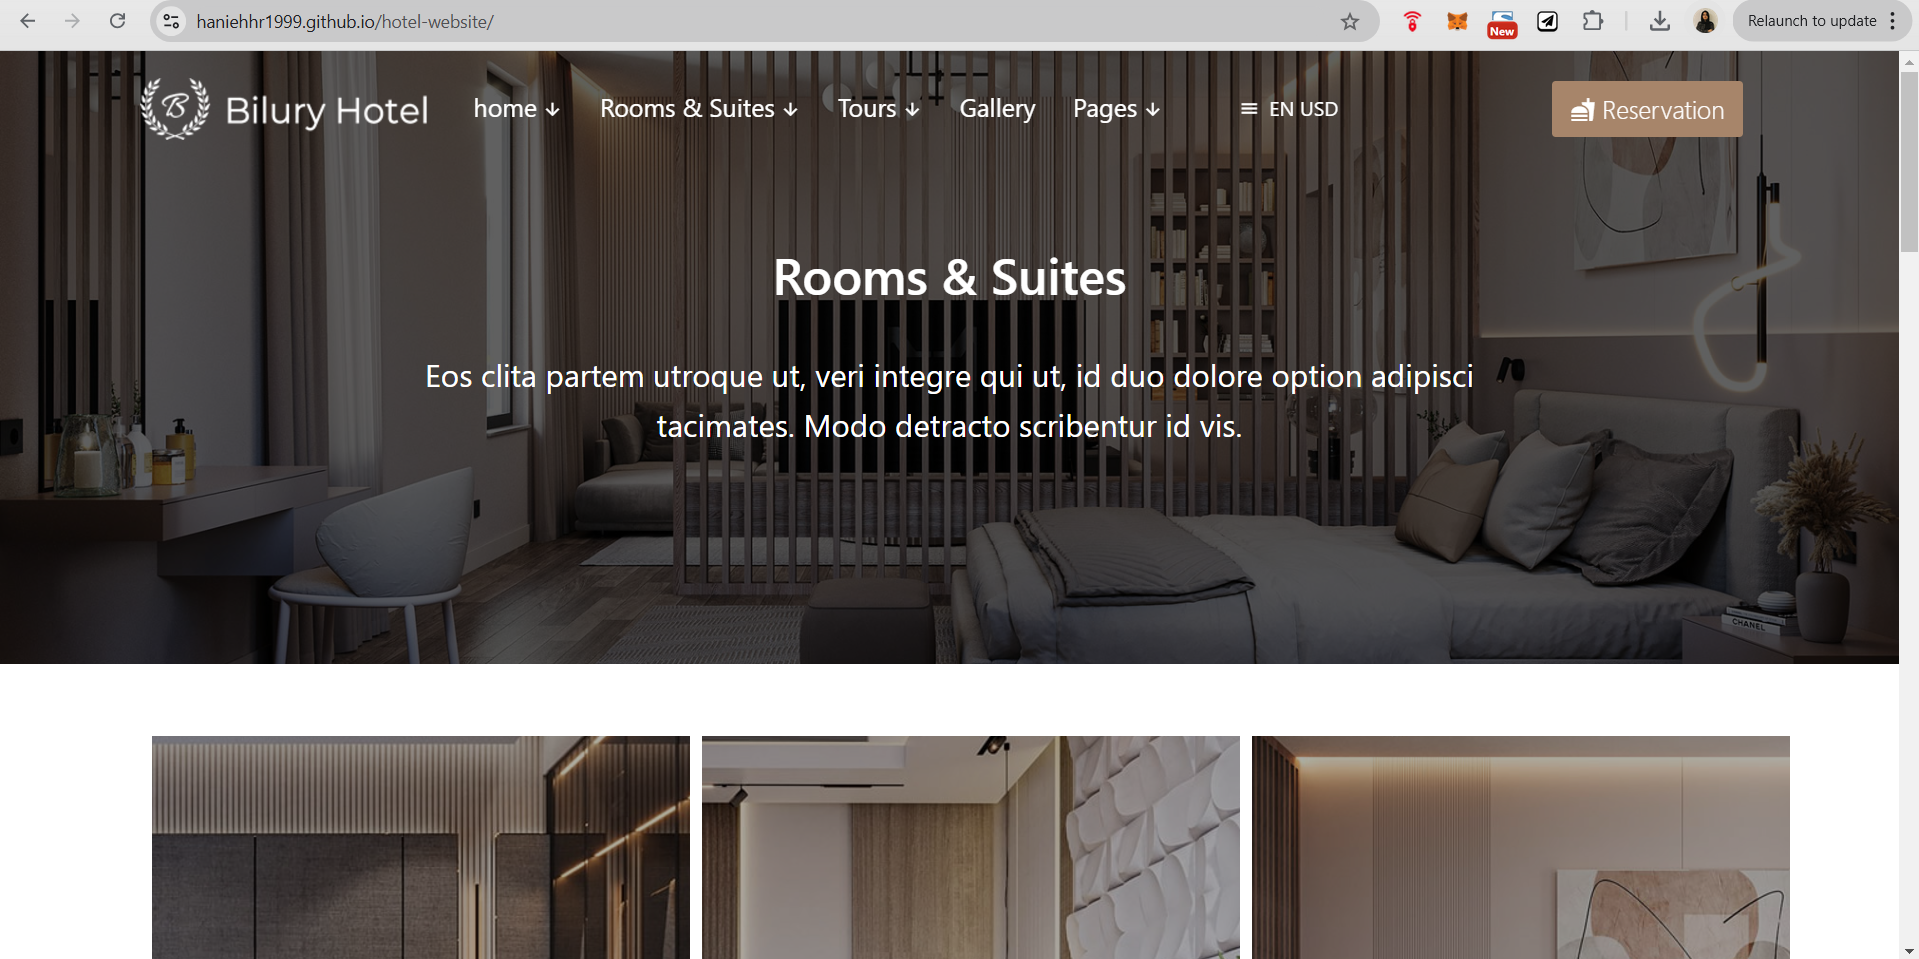 haniehhr1999.github.io/hotel-website/
New
Relaunch to update
B
Bilury Hotel
home
Rooms & Suites
Tours
Gallery
Pages
EN USD
Reservation
Rooms & Suites
Eos clita partem utroque ut, veri integre qui ut, id duo dolore option adipisci
tacimates. Modo detracto scribentur id vis.
CHANEL